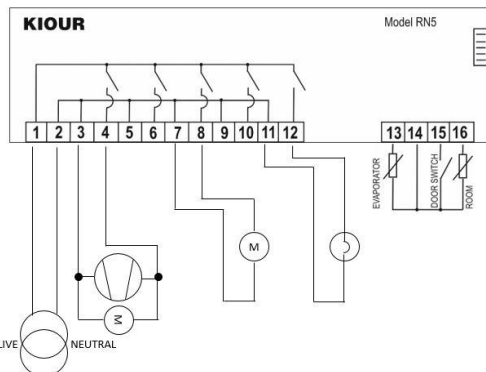 KIOUR
Model RN5
1 2 3 4 5 6 7 8 9 10 11 12
13 14 15 16
EVAPORATOR
DOOR SWITCH
ROOM
M
M
LIVE
NEUTRAL